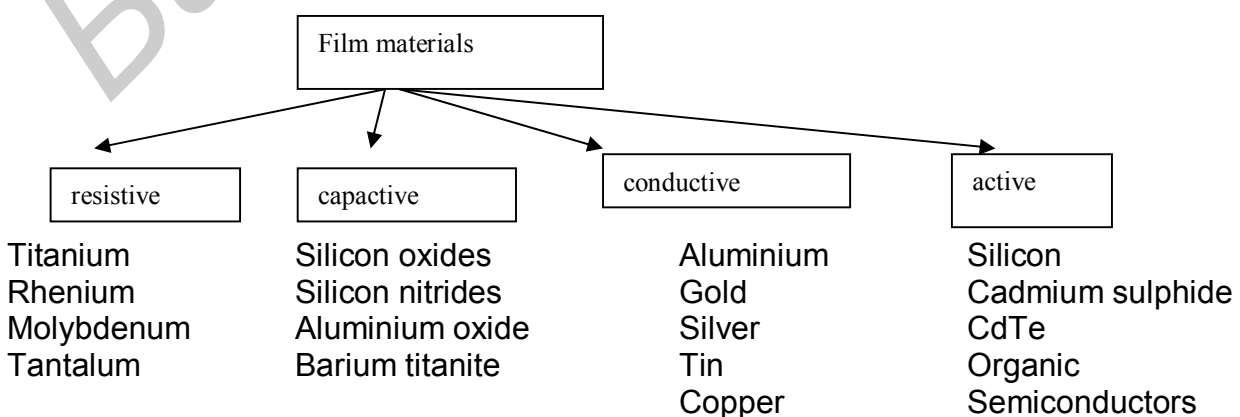 Film materials
resistive
capactive
conductive
active
Titanium
Rhenium
Molybdenum
Tantalum
Silicon oxides
Silicon nitrides
Aluminium oxide
Barium titanite
Aluminium
Gold
Silver
Tin
Copper
Silicon
Cadmium sulphide
CdTe
Organic
Semiconductors